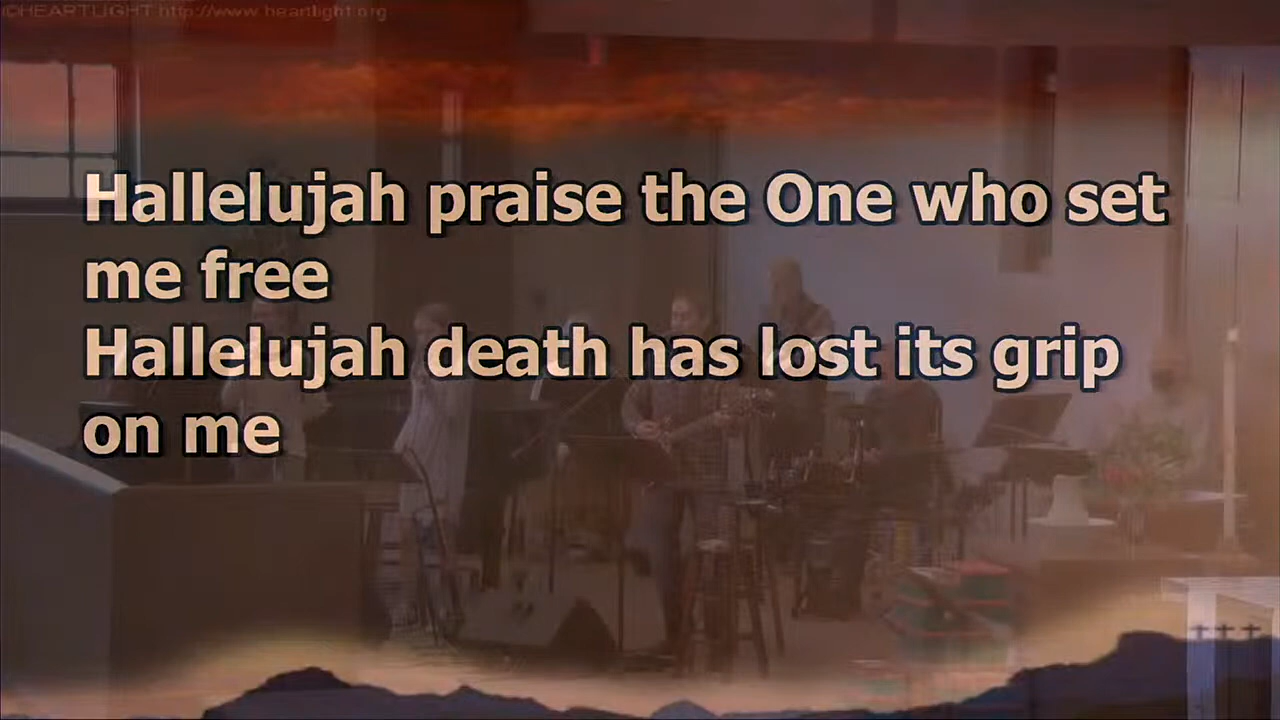 ©HEARTLIGHT http://www.heartlight.org
Hallelujah praise the One who set
me free
Hallelujah death has lost its grip
on me